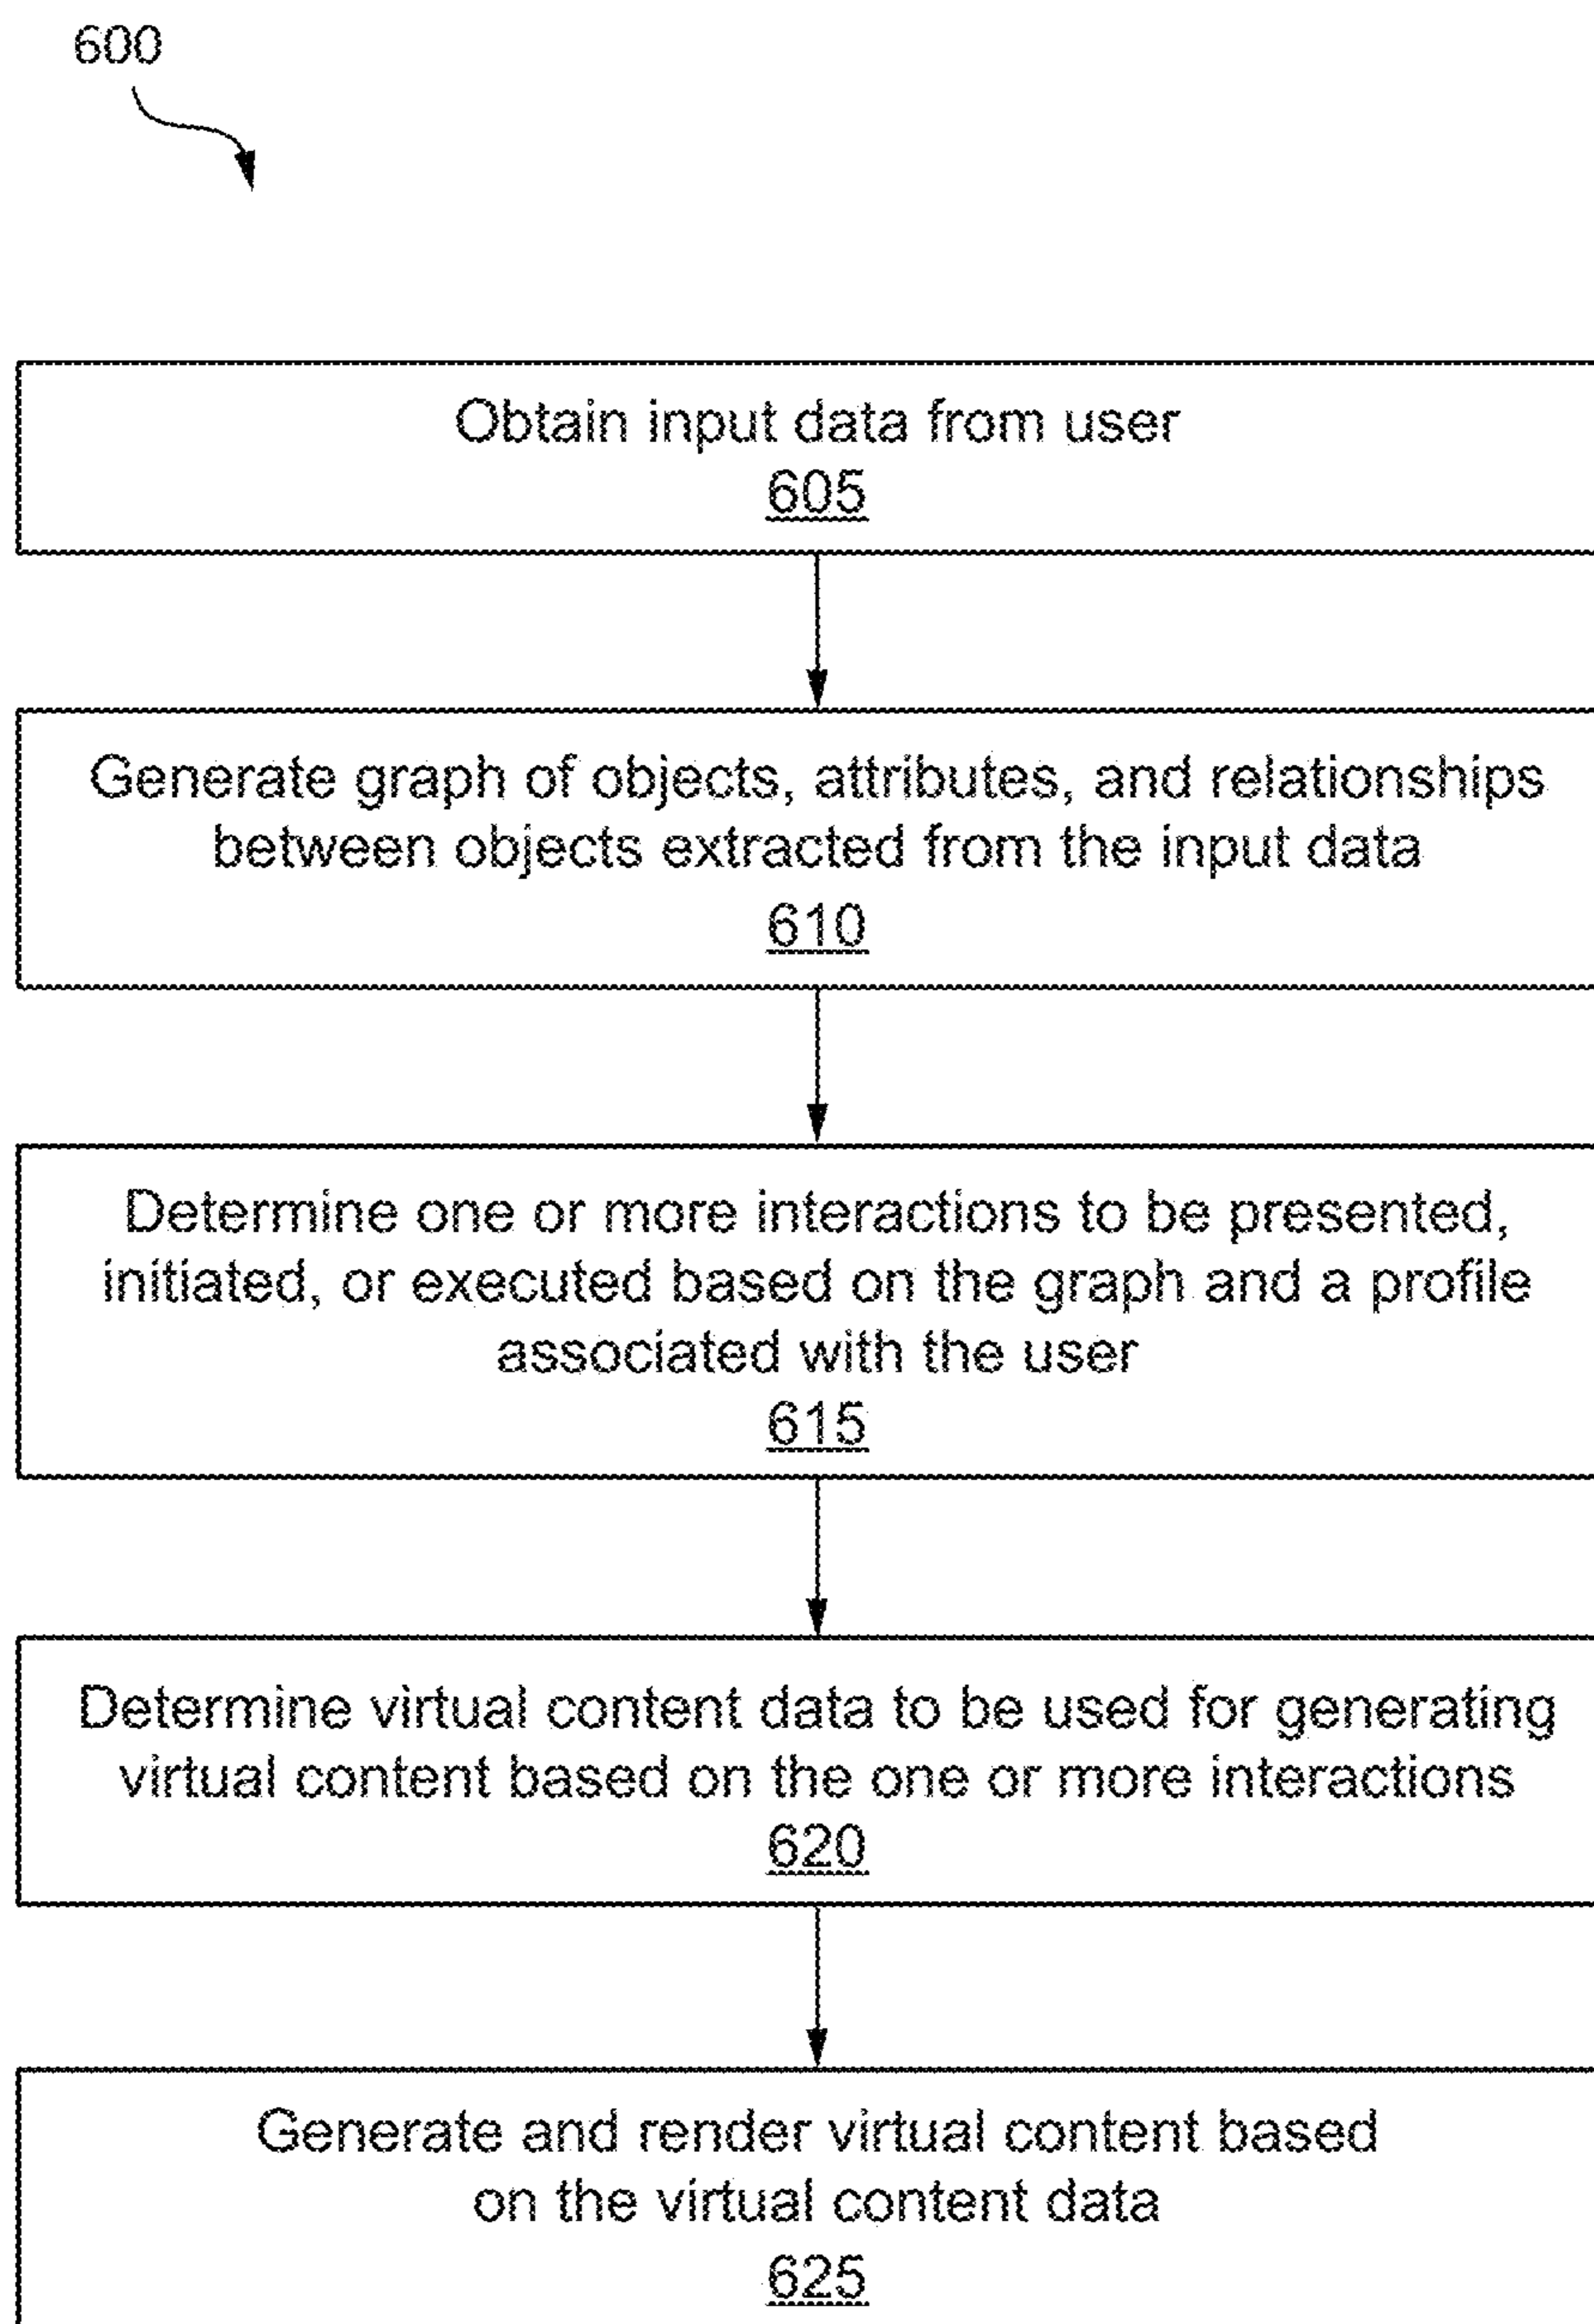 600
Obtain input data from user
605
Generate graph of objects, attributes, and relationships
between objects extracted from the input data
610
Determine one or more interactions to be presented,
initiated, or executed based on the graph and a profile
associated with the user
615
Determine virtual content data to be used for generating
virtual content based on the one or more interactions
620
Generate and render virtual content based
on the virtual content data
625